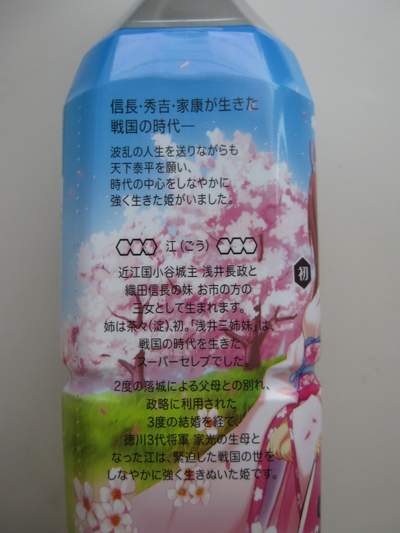 信長・秀吉・家康が生きた
戦国の時代―
波乱の人生を送りながらも
天下泰平を願い、
時代の中心をしなやかに
強く生きた姫がいました。
江(ごう)
近江国小谷城主 浅井長政と
織田信長の妹 お市の方の
三女として生まれます。
姉は茶々(淀)、初。「浅井三姉妹」は、
戦国の時代を生きた
スーパーセレブでした。
2度の落城による父母との別れ、
政略に利用された
3度の結婚を経て、
徳川3代将軍 家光の生母と
なった江は、緊迫した戦国の世を
しなやかに強く生きぬいた姫です。
初